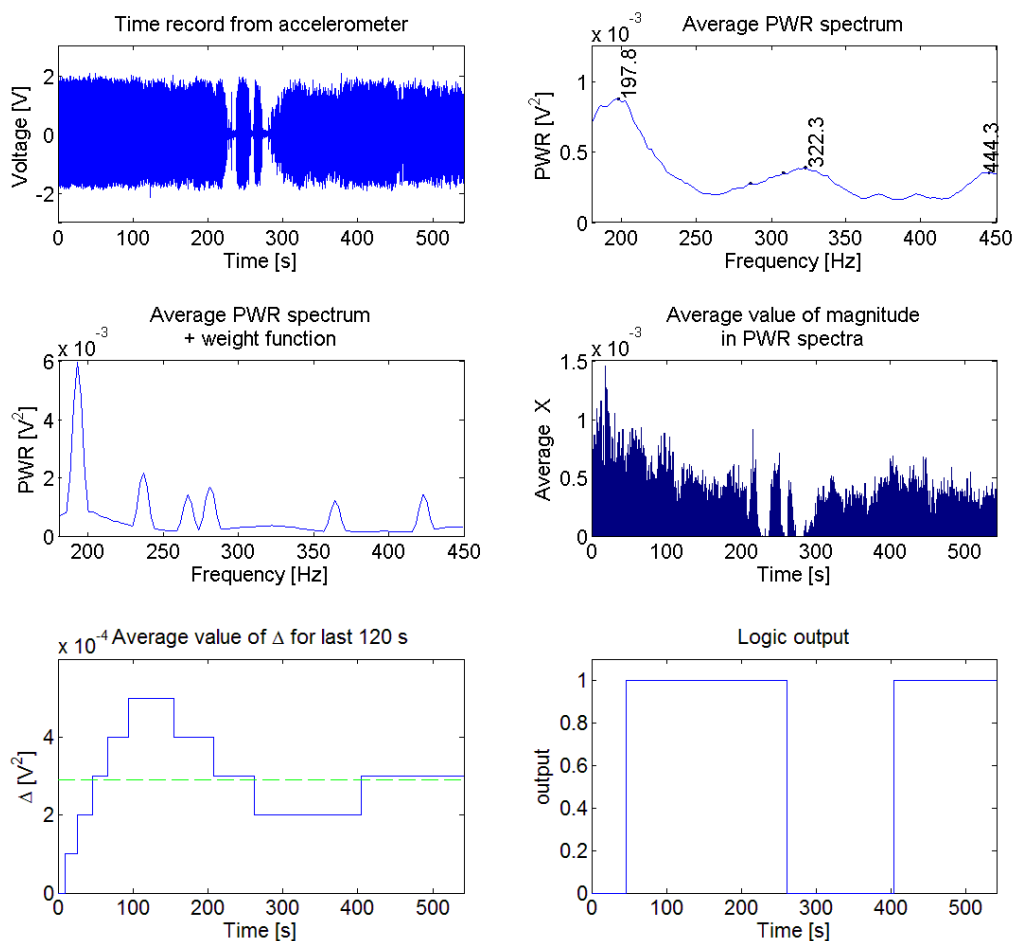 Time record from accelerometer
Voltage [V]
2
0
-2
0 100 200 300 400 500
Time [s]
Average PWR spectrum
x 10^-3
PWR [V^2]
1
0.5
0
197.8
322.3
444.3
200 250 300 350 400 450
Frequency [Hz]
Average PWR spectrum
+ weight function
x 10^-3
PWR [V^2]
6
4
2
0
200 250 300 350 400 450
Frequency [Hz]
Average value of magnitude
in PWR spectra
x 10^-3
Average X
1.5
1
0.5
0
0 100 200 300 400 500
Time [s]
x 10^-4 Average value of Δ for last 120 s
Δ [V^2]
4
2
0
0 100 200 300 400 500
Time [s]
Logic output
output
1
0.8
0.6
0.4
0.2
0
0 100 200 300 400 500
Time [s]